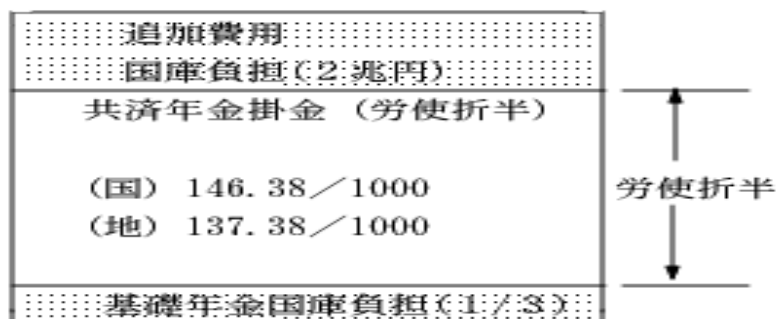 追加費用
国庫負担(2兆円)
共済年金掛金 (労使折半)
(国) 146.38/1000
(地) 137.38/1000
労使折半
基礎年金国庫負担(1/3)